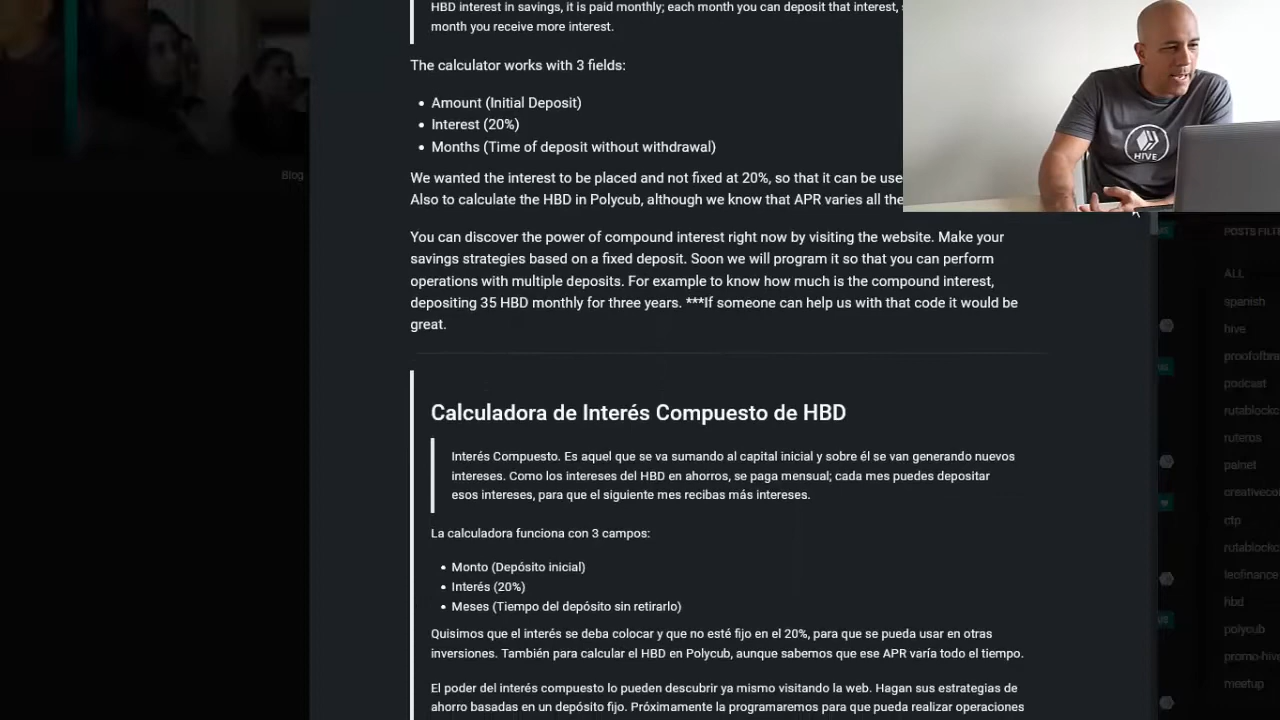 HBD interest in savings, it is paid monthly; each month you can deposit that interest,
month you receive more interest.
The calculator works with 3 fields:
• Amount (Initial Deposit)
• Interest (20%)
• Months (Time of deposit without withdrawal)
HIVE
We wanted the interest to be placed and not fixed at 20%, so that it can be use
Also to calculate the HBD in Polycub, although we know that APR varies all the
You can discover the power of compound interest right now by visiting the website. Make your
savings strategies based on a fixed deposit. Soon we will program it so that you can perform
operations with multiple deposits. For example to know how much is the compound interest,
depositing 35 HBD monthly for three years. ***If someone can help us with that code it would be
great.
Calculadora de Interés Compuesto de HBD
Interés Compuesto. Es aquel que se va sumando al capital inicial y sobre él se van generando nuevos
intereses. Como los intereses del HBD en ahorros, se paga mensual; cada mes puedes depositar
esos intereses, para que el siguiente mes recibas más intereses.
La calculadora funciona con 3 campos:
• Monto (Depósito inicial)
• Interés (20%)
• Meses (Tiempo del depósito sin retirarlo)
Quisimos que el interés se deba colocar y que no esté fijo en el 20%, para que se pueda usar en otras
inversiones. También para calcular el HBD en Polycub, aunque sabemos que ese APR varía todo el tiempo.
El poder del interés compuesto lo pueden descubrir ya mismo visitando la web. Hagan sus estrategias de
ahorro basadas en un depósito fijo. Próximamente la programaremos para que pueda realizar operaciones
Blog
POSTS FILT
ALL
spanish
hive
proofofbra
podcast
rutablockc
ruteros
palnet
creativecoi
ctp
rutablockc
leofinance
hbd
polycub
promo-hive
meetup